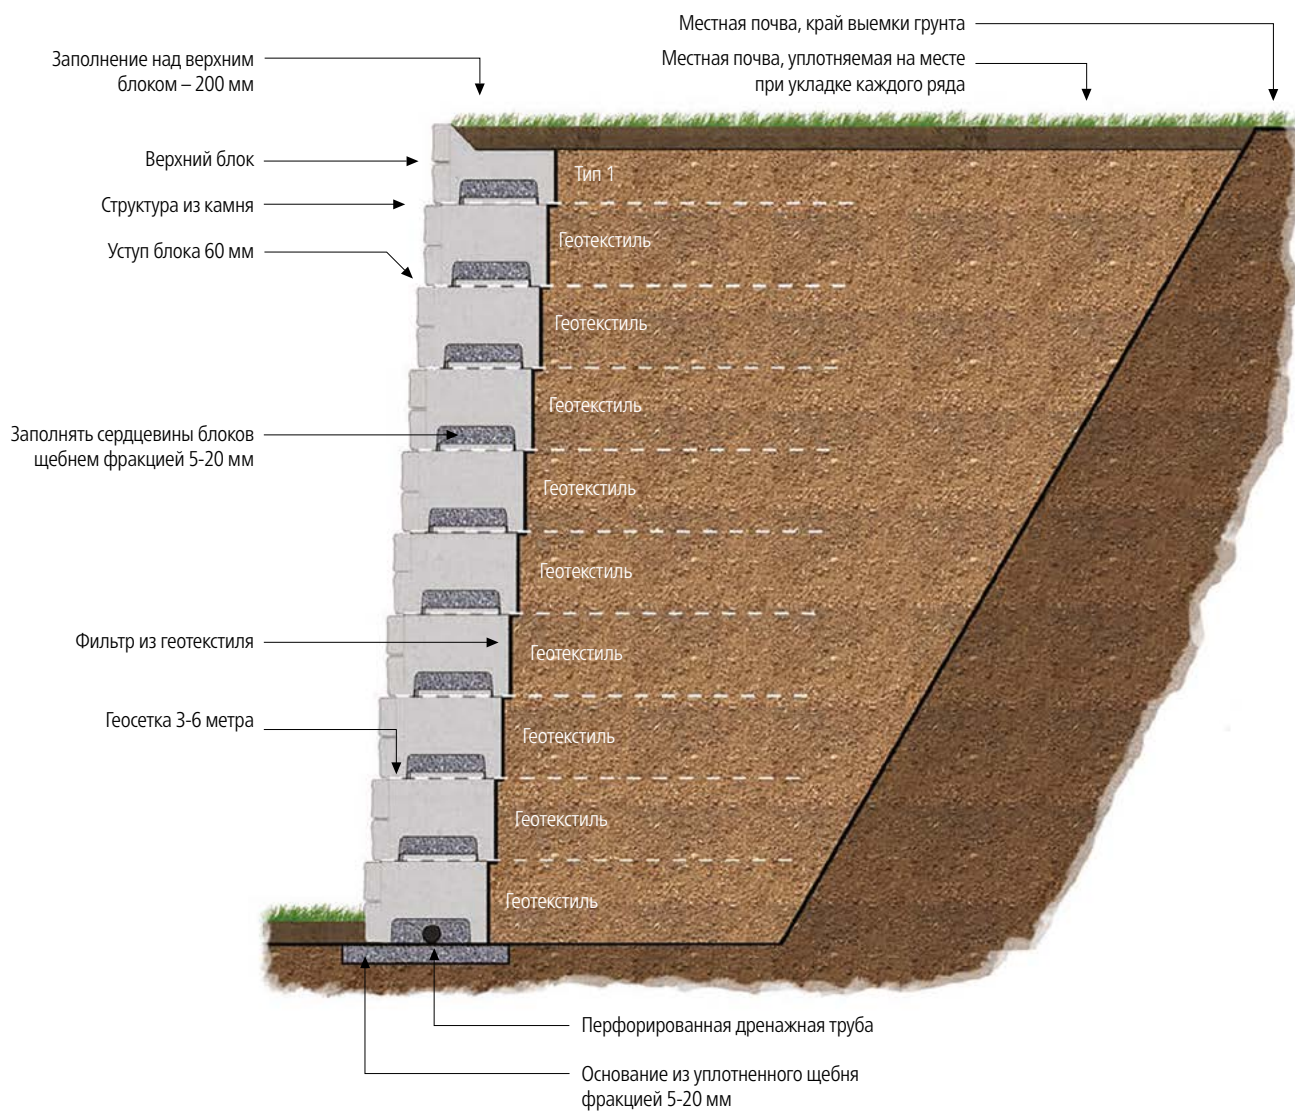 Местная почва, край выемки грунта
Заполнение над верхним
блоком – 200 мм
Местная почва, уплотняемая на месте
при укладке каждого ряда
Верхний блок
Тип 1
Структура из камня
Геотекстиль
Уступ блока 60 мм
Геотекстиль
Геотекстиль
Заполнять сердцевины блоков
щебнем фракцией 5-20 мм
Геотекстиль
Геотекстиль
Фильтр из геотекстиля
Геотекстиль
Геосетка 3-6 метра
Геотекстиль
Геотекстиль
Геотекстиль
Перфорированная дренажная труба
Основание из уплотненного щебня
фракцией 5-20 мм